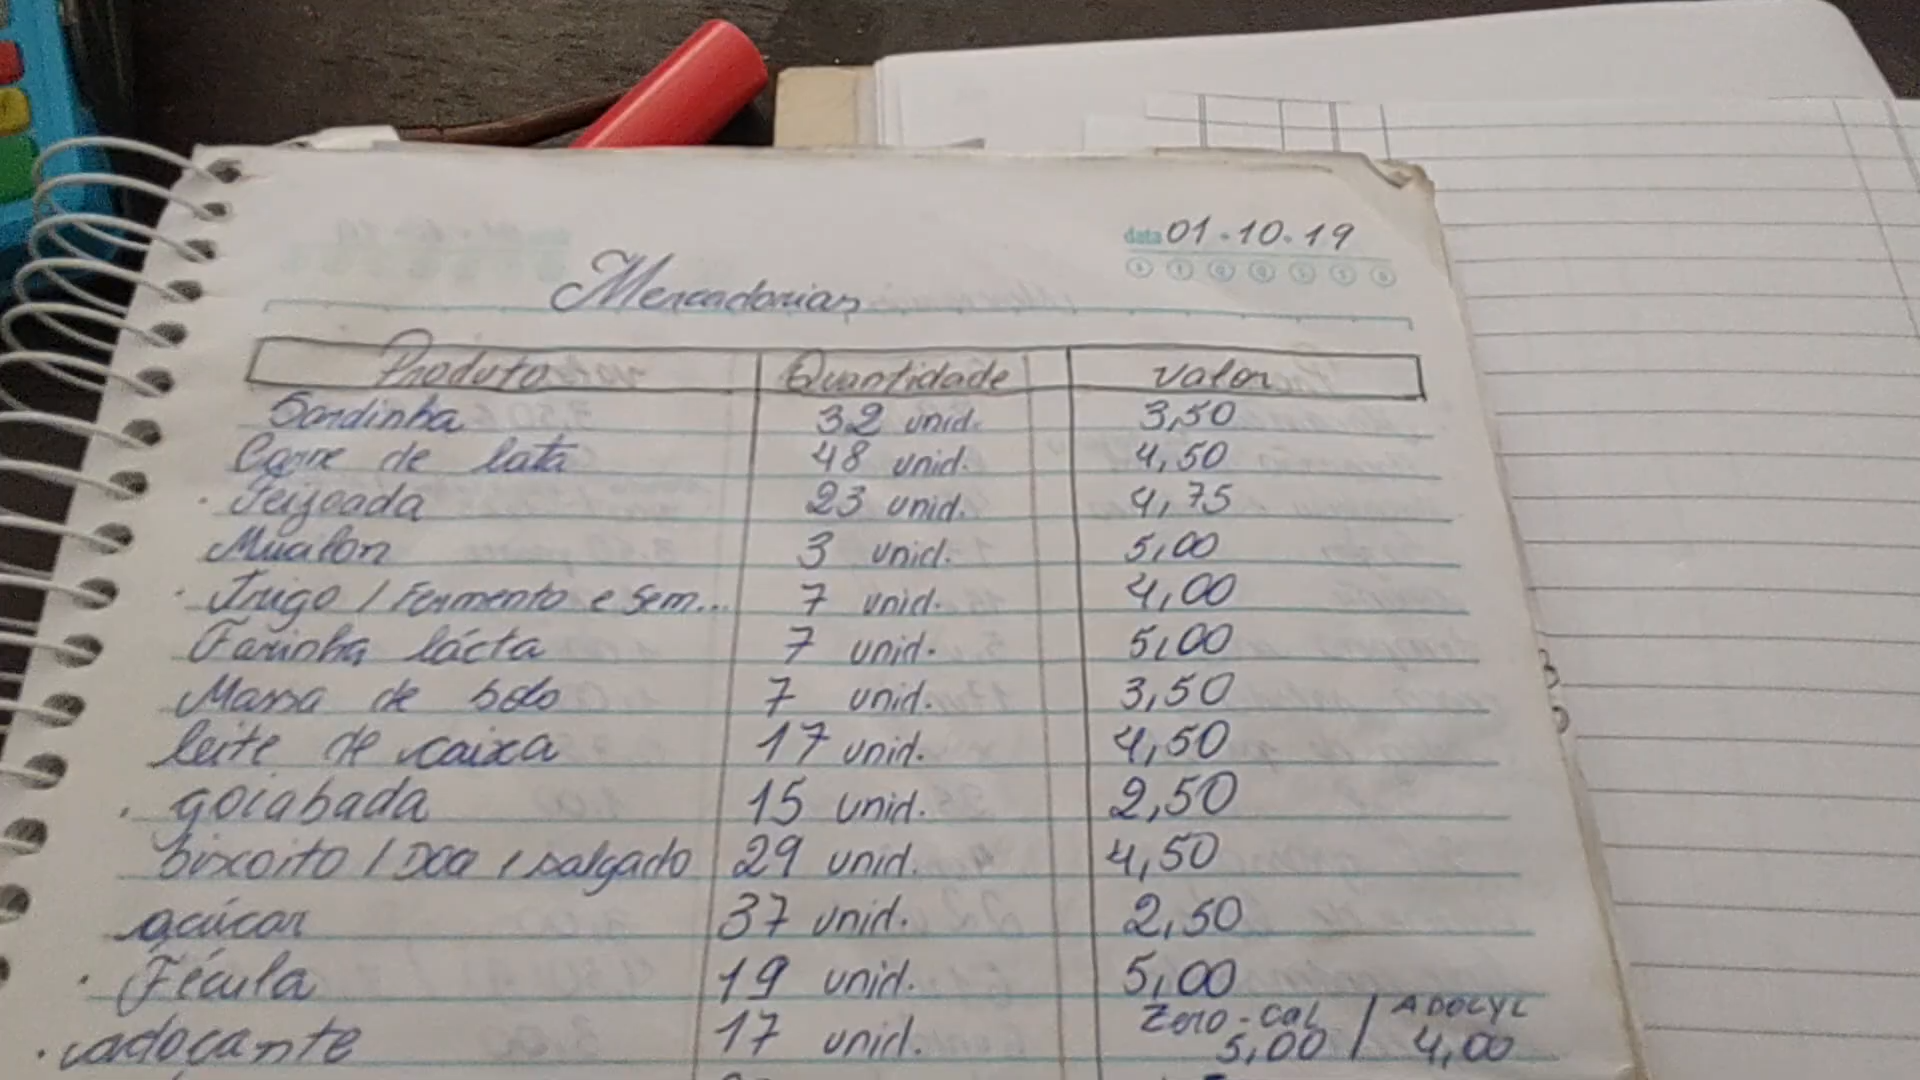 data 01.10.19
Mercadorias
Produto Quantidade valor
Sardinha 32 unid. 3,50
Carne de lata 48 unid. 4,50
Feijoada 23 unid. 4,75
Mucilon 3 unid. 5,00
Trigo / Fermento e Sem... 7 unid. 4,00
Farinha lácta 7 unid. 5,00
Massa de bolo 7 unid. 3,50
leite de caixa 17 unid. 4,50
goiabada 15 unid. 2,50
biscoito / Doce / Salgado 29 unid. 4,50
açúcar 37 unid. 2,50
Fécula 19 unid. 5,00
adoçante 17 unid. Zero-Cal 5,00 / ADOCYL 4,00